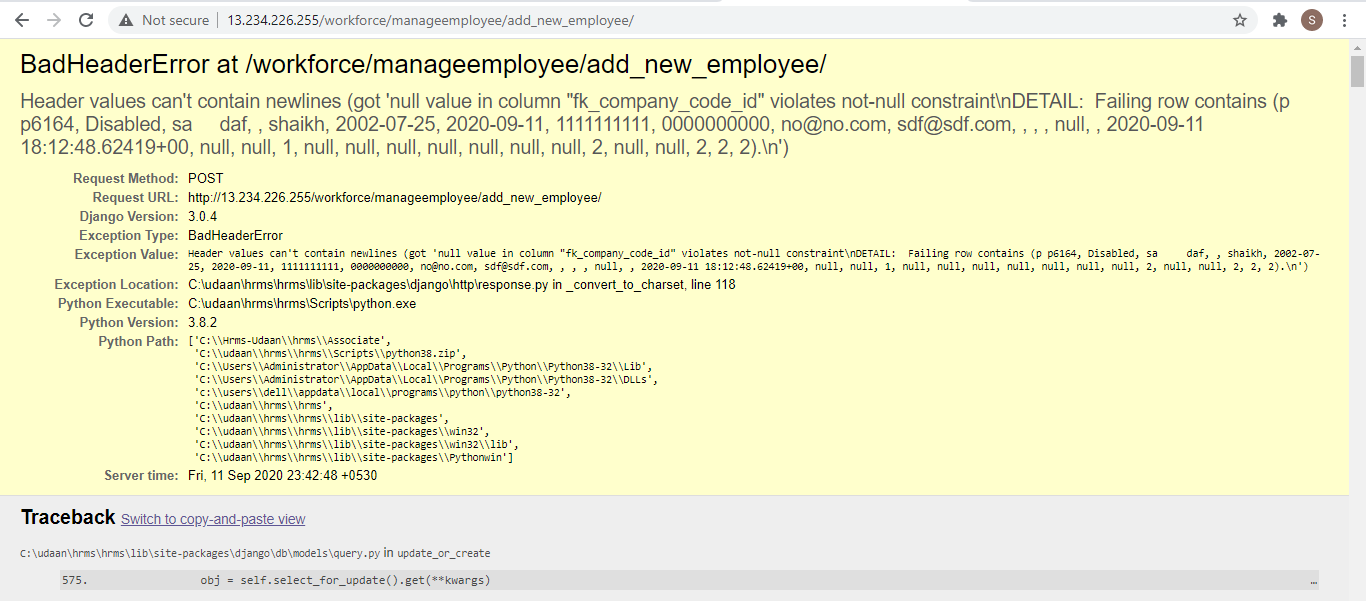 Not secure | 13.234.226.255/workforce/manageemployee/add_new_employee/
S
BadHeaderError at /workforce/manageemployee/add_new_employee/
Header values can't contain newlines (got 'null value in column "fk_company_code_id" violates not-null constraint\nDETAIL:  Failing row contains (p
p6164, Disabled, sa     daf, , shaikh, 2002-07-25, 2020-09-11, 1111111111, 0000000000, no@no.com, sdf@sdf.com, , , , null, , 2020-09-11
18:12:48.62419+00, null, null, 1, null, null, null, null, null, null, null, 2, null, null, 2, 2, 2).\n')
Request Method: POST
Request URL: http://13.234.226.255/workforce/manageemployee/add_new_employee/
Django Version: 3.0.4
Exception Type: BadHeaderError
Exception Value: Header values can't contain newlines (got 'null value in column "fk_company_code_id" violates not-null constraint\nDETAIL:  Failing row contains (p p6164, Disabled, sa     daf, , shaikh, 2002-07-
25, 2020-09-11, 1111111111, 0000000000, no@no.com, sdf@sdf.com, , , , null, , 2020-09-11 18:12:48.62419+00, null, null, 1, null, null, null, null, null, null, null, 2, null, null, 2, 2, 2).\n')
Exception Location: C:\udaan\hrms\hrms\lib\site-packages\django\http\response.py in _convert_to_charset, line 118
Python Executable: C:\udaan\hrms\hrms\Scripts\python.exe
Python Version: 3.8.2
Python Path: ['C:\\Hrms-Udaan\\hrms\\Associate',
'C:\\udaan\\hrms\\hrms\\Scripts\\python38.zip',
'C:\\Users\\Administrator\\AppData\\Local\\Programs\\Python\\Python38-32\\Lib',
'C:\\Users\\Administrator\\AppData\\Local\\Programs\\Python\\Python38-32\\DLLs',
'c:\\users\\dell\\appdata\\local\\programs\\python\\python38-32',
'C:\\udaan\\hrms\\hrms',
'C:\\udaan\\hrms\\hrms\\lib\\site-packages',
'C:\\udaan\\hrms\\hrms\\lib\\site-packages\\win32',
'C:\\udaan\\hrms\\hrms\\lib\\site-packages\\win32\\lib',
'C:\\udaan\\hrms\\hrms\\lib\\site-packages\\Pythonwin']
Server time: Fri, 11 Sep 2020 23:42:48 +0530
Traceback Switch to copy-and-paste view
C:\udaan\hrms\hrms\lib\site-packages\django\db\models\query.py in update_or_create
575. obj = self.select_for_update().get(**kwargs) …